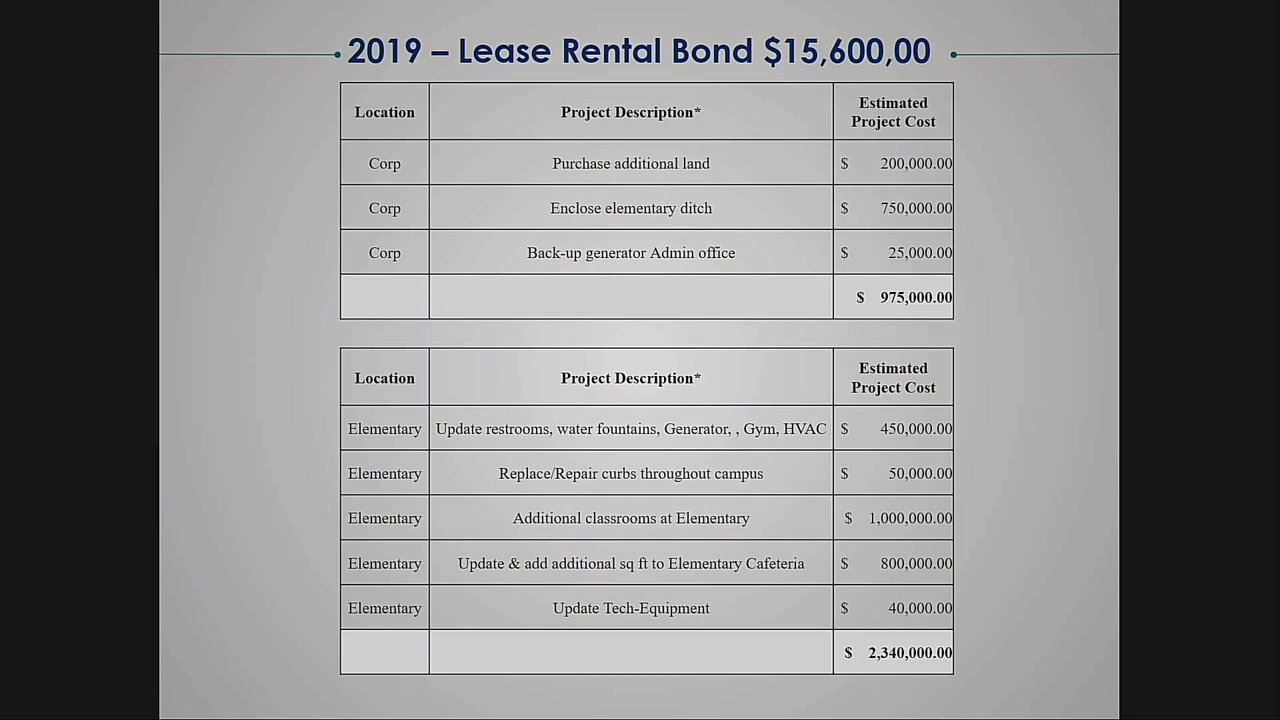 2019 – Lease Rental Bond $15,600,00
Location Project Description* Estimated Project Cost
Corp Purchase additional land $ 200,000.00
Corp Enclose elementary ditch $ 750,000.00
Corp Back-up generator Admin office $ 25,000.00
$ 975,000.00
Location Project Description* Estimated Project Cost
Elementary Update restrooms, water fountains, Generator, , Gym, HVAC $ 450,000.00
Elementary Replace/Repair curbs throughout campus $ 50,000.00
Elementary Additional classrooms at Elementary $ 1,000,000.00
Elementary Update & add additional sq ft to Elementary Cafeteria $ 800,000.00
Elementary Update Tech-Equipment $ 40,000.00
$ 2,340,000.00